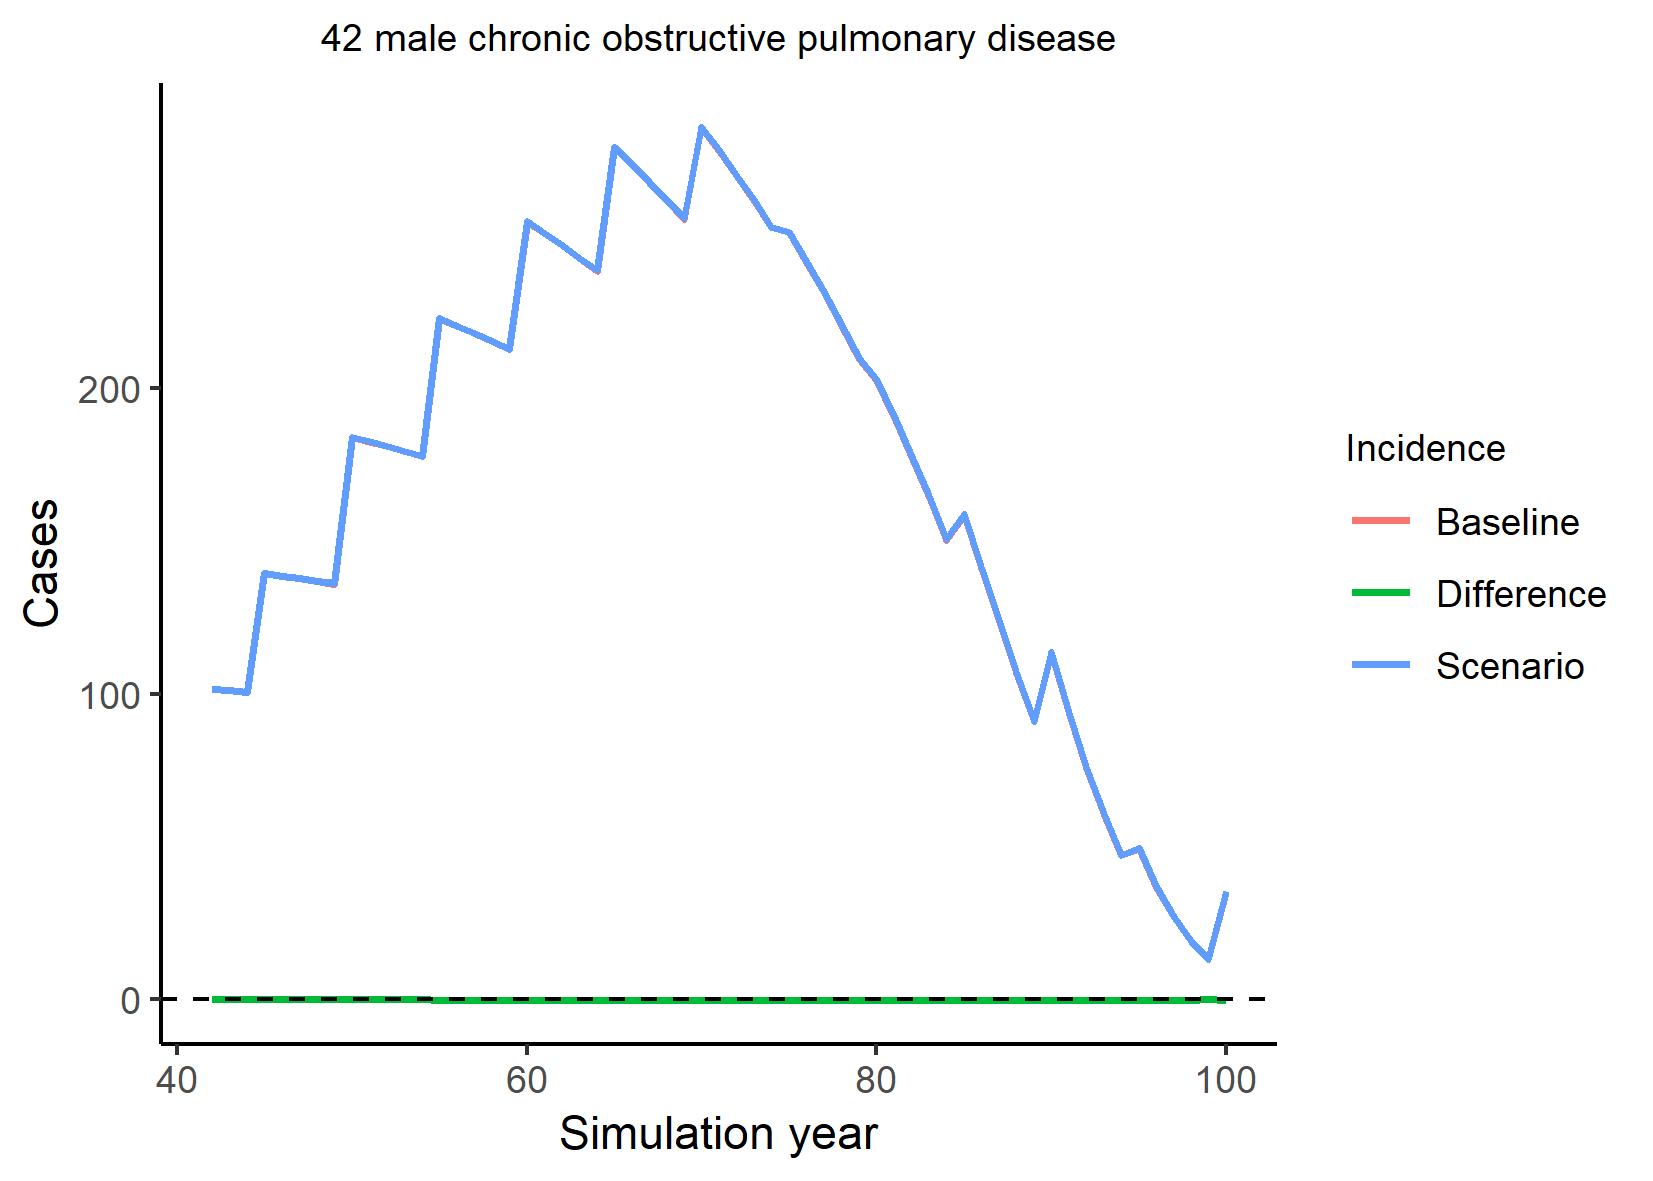 42 male chronic obstructive pulmonary disease
Cases
200
100
0
40 60 80 100
Simulation year
Incidence
Baseline
Difference
Scenario